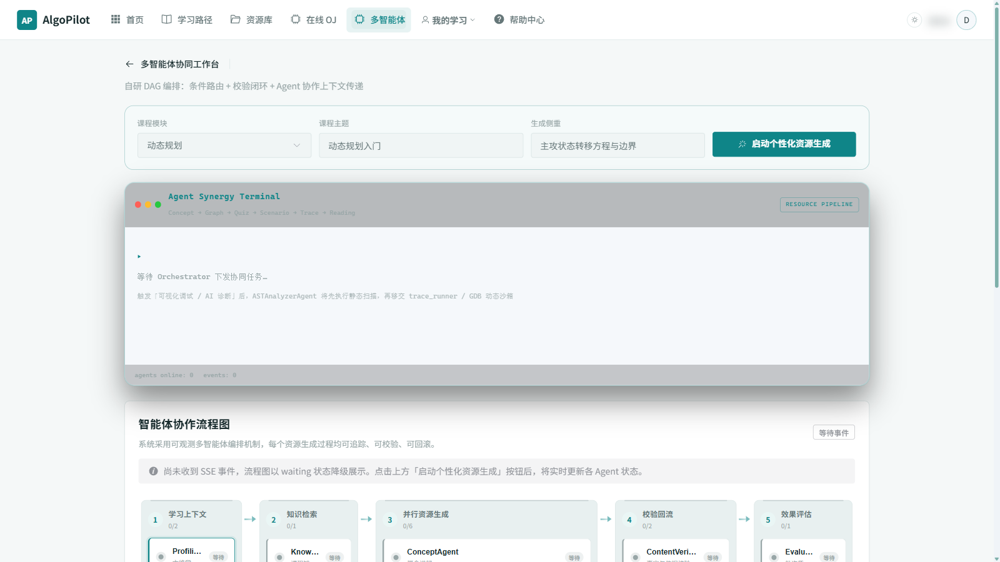 AP AlgoPilot 首页 学习路径 资源库 在线 OJ 多智能体 我的学习 帮助中心 D
多智能体协同工作台
自研 DAG 编排：条件路由 + 校验闭环 + Agent 协作上下文传递
课程模块 课程主题 生成侧重
动态规划 动态规划入门 主攻状态转移方程与边界 启动个性化资源生成
Agent Synergy Terminal
RESOURCE PIPELINE
Concept → Graph → Quiz → Scenario → Trace → Reading
等待 Orchestrator 下发协同任务…
触发「可视化调试 / AI 诊断」后，ASTAnalyzerAgent 将先执行静态扫描，再移交 trace_runner / GDB 动态沙箱
agents online: 0 events: 0
智能体协作流程图
等待事件
系统采用可观测多智能体编排机制，每个资源生成过程均可追踪、可校验、可回滚。
尚未收到 SSE 事件，流程图以 waiting 状态降级展示。点击上方「启动个性化资源生成」按钮后，将实时更新各 Agent 状态。
1 学习上下文 2 知识检索 3 并行资源生成 4 校验回流 5 效果评估
0/2 0/1 0/6 0/2 0/1
Profili... 等待 Know... 等待 ConceptAgent 等待 ContentVeri... 等待 Evalu... 等待